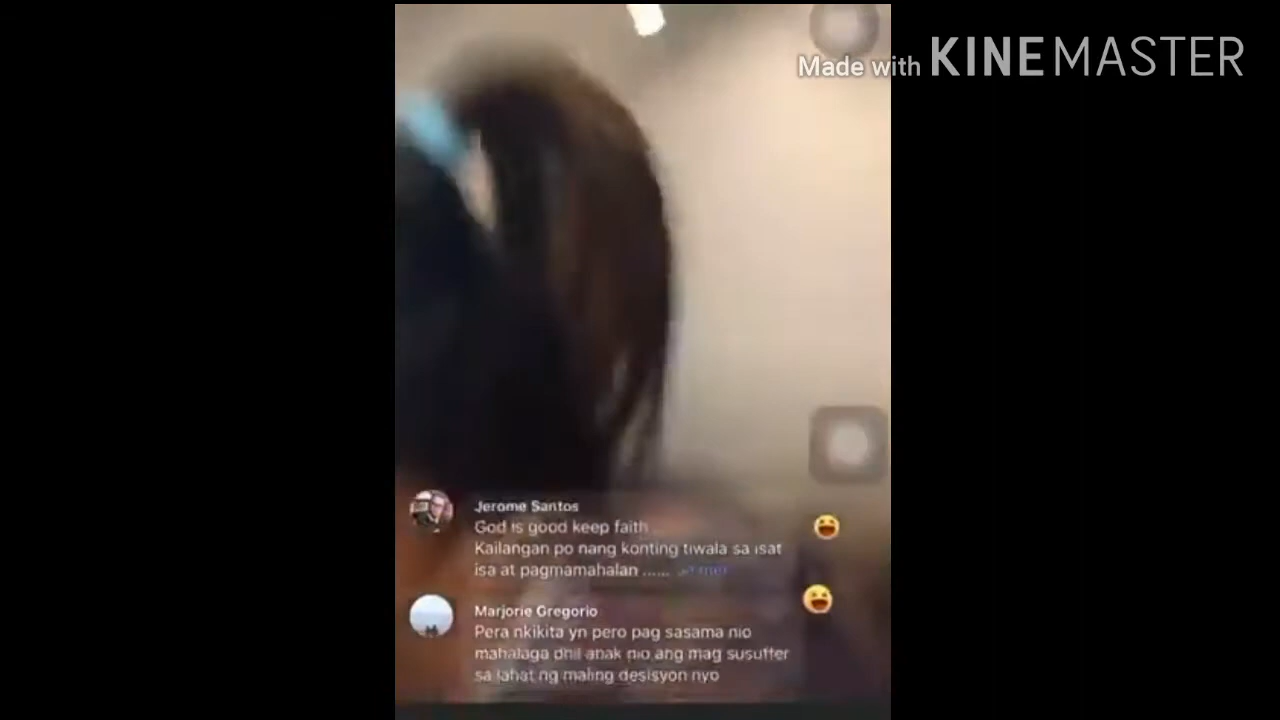 Made with KINEMASTER
Jerome Santos
God is good keep faith
Kailangan po nang konting tiwala sa isat
isa at pagmamahalan ......
Marjorie Gregorio
Pera nkikita yn pero pag sasama nio
mahalaga dhil anak nio ang mag susuffer
sa lahat ng maling desisyon nyo